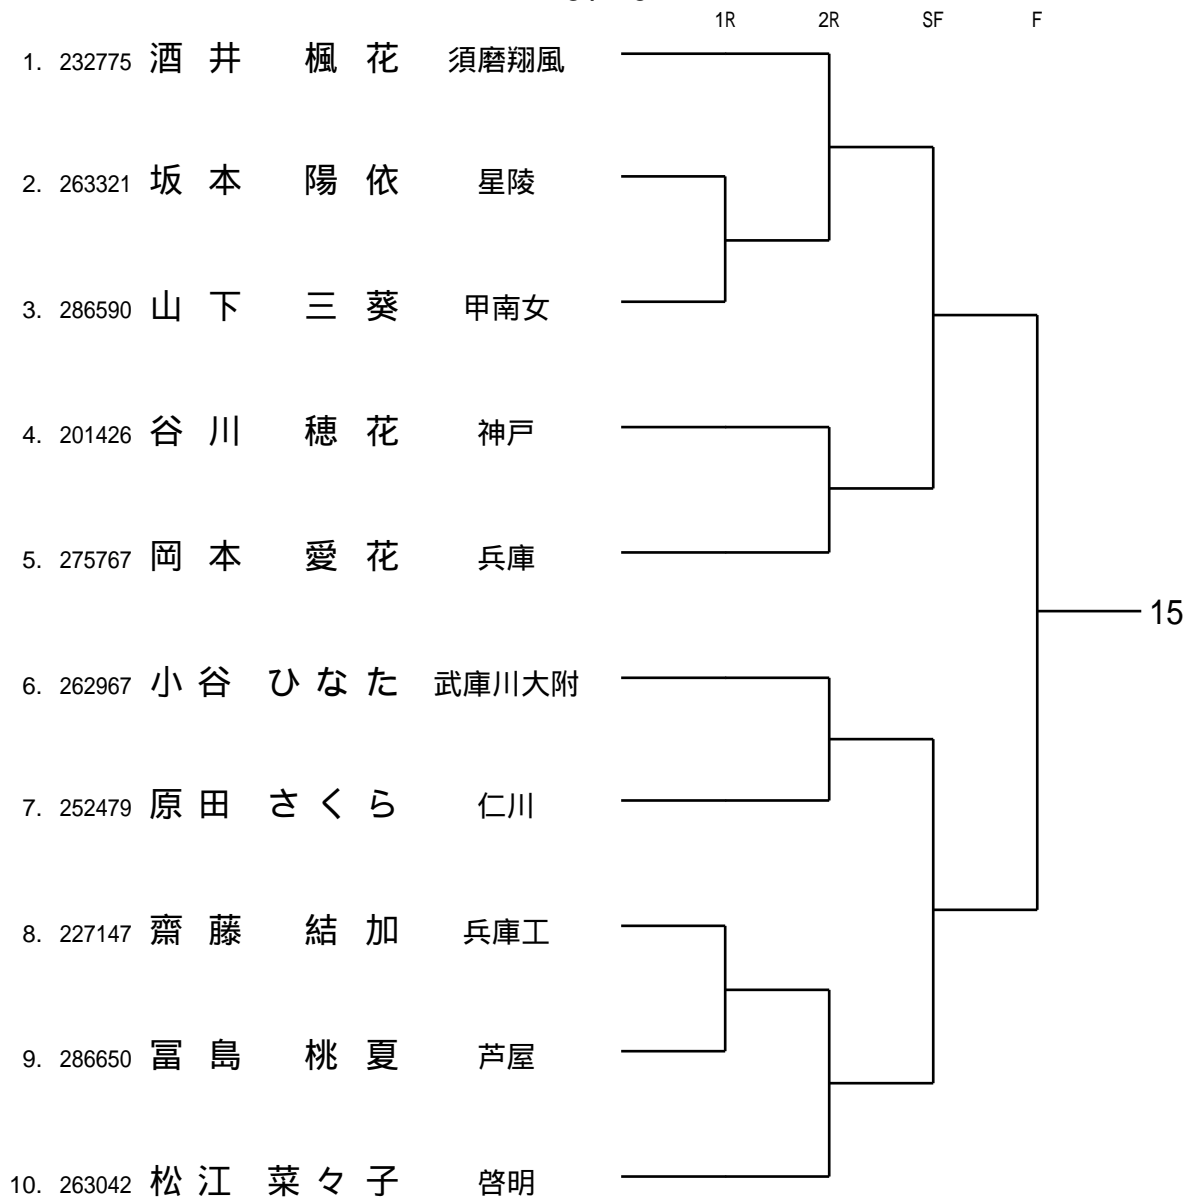 1R 2R SF F
1. 232775 酒井 楓花 須磨翔風
2. 263321 坂本 陽依 星陵
3. 286590 山下 三葵 甲南女
4. 201426 谷川 穂花 神戸
5. 275767 岡本 愛花 兵庫
15
6. 262967 小谷 ひなた 武庫川大附
7. 252479 原田 さくら 仁川
8. 227147 齋藤 結加 兵庫工
9. 286650 冨島 桃夏 芦屋
10. 263042 松江 菜々子 啓明